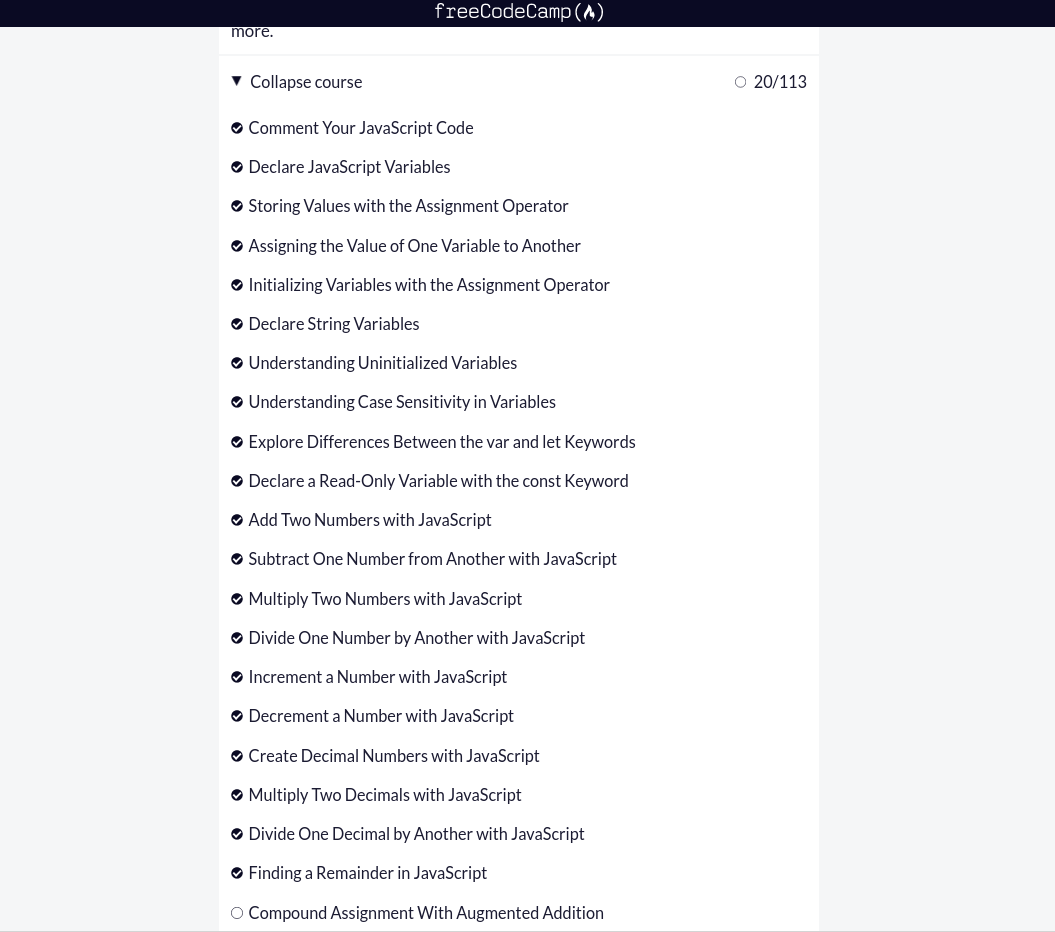 freeCodeCamp
more.
Collapse course 20/113
Comment Your JavaScript Code
Declare JavaScript Variables
Storing Values with the Assignment Operator
Assigning the Value of One Variable to Another
Initializing Variables with the Assignment Operator
Declare String Variables
Understanding Uninitialized Variables
Understanding Case Sensitivity in Variables
Explore Differences Between the var and let Keywords
Declare a Read-Only Variable with the const Keyword
Add Two Numbers with JavaScript
Subtract One Number from Another with JavaScript
Multiply Two Numbers with JavaScript
Divide One Number by Another with JavaScript
Increment a Number with JavaScript
Decrement a Number with JavaScript
Create Decimal Numbers with JavaScript
Multiply Two Decimals with JavaScript
Divide One Decimal by Another with JavaScript
Finding a Remainder in JavaScript
Compound Assignment With Augmented Addition